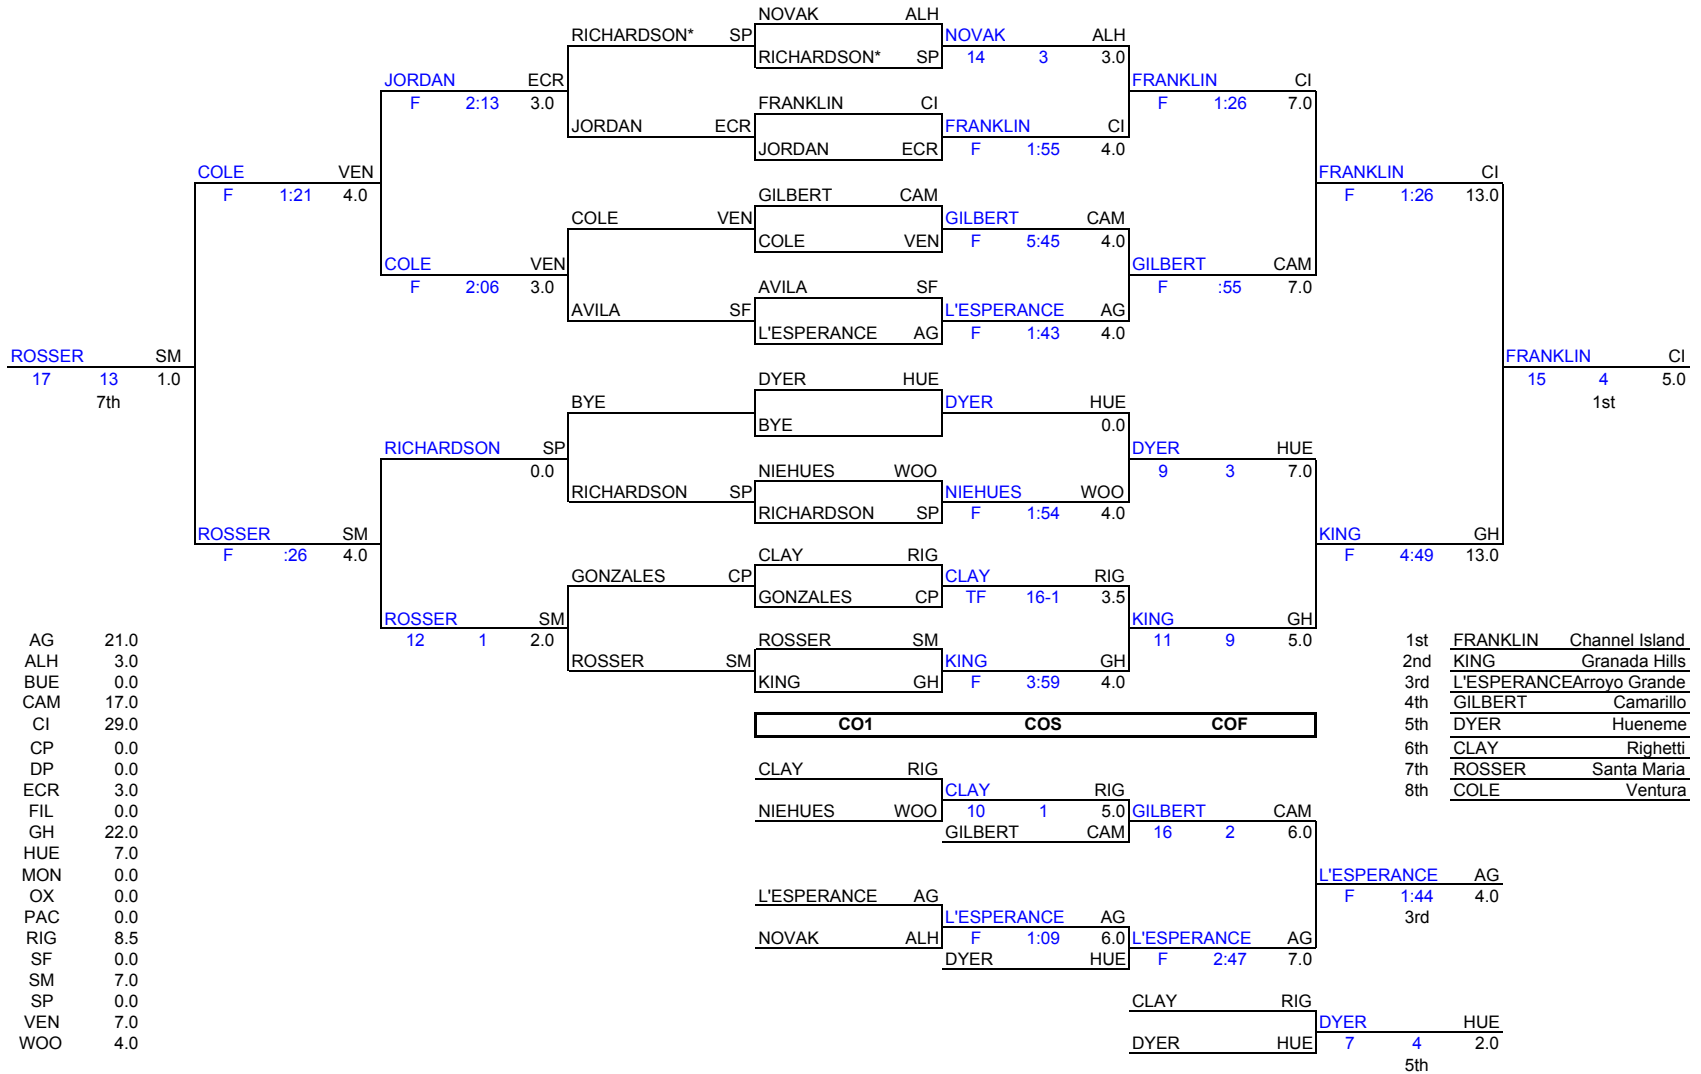 NOVAK ALH
RICHARDSON* SP NOVAK ALH
RICHARDSON* SP 14 3 3.0
JORDAN ECR FRANKLIN CI
F 2:13 3.0 FRANKLIN CI F 1:26 7.0
JORDAN ECR FRANKLIN CI
JORDAN ECR F 1:55 4.0
COLE VEN FRANKLIN CI
F 1:21 4.0 GILBERT CAM F 1:26 13.0
COLE VEN GILBERT CAM
COLE VEN F 5:45 4.0
COLE VEN GILBERT CAM
F 2:06 3.0 AVILA SF F :55 7.0
AVILA SF L'ESPERANCE AG
L'ESPERANCE AG F 1:43 4.0
ROSSER SM FRANKLIN CI
17 13 1.0 DYER HUE 15 4 5.0
7th BYE DYER HUE 1st
BYE 0.0
RICHARDSON SP DYER HUE
0.0 NIEHUES WOO 9 3 7.0
RICHARDSON SP NIEHUES WOO
RICHARDSON SP F 1:54 4.0
ROSSER SM KING GH
F :26 4.0 CLAY RIG F 4:49 13.0
GONZALES CP CLAY RIG
GONZALES CP TF 16-1 3.5
ROSSER SM KING GH
12 1 2.0 ROSSER SM 11 9 5.0
ROSSER SM KING GH
KING GH F 3:59 4.0
AG 21.0
ALH 3.0
BUE 0.0
CAM 17.0
CI 29.0
CP 0.0
DP 0.0
ECR 3.0
FIL 0.0
GH 22.0
HUE 7.0
MON 0.0
OX 0.0
PAC 0.0
RIG 8.5
SF 0.0
SM 7.0
SP 0.0
VEN 7.0
WOO 4.0
CO1 COS COF
CLAY RIG
CLAY RIG
NIEHUES WOO 10 1 5.0 GILBERT CAM
GILBERT CAM 16 2 6.0
L'ESPERANCE AG
L'ESPERANCE AG F 1:44 4.0
L'ESPERANCE AG 3rd
NOVAK ALH F 1:09 6.0 L'ESPERANCE AG
DYER HUE F 2:47 7.0
CLAY RIG
DYER HUE
DYER HUE 7 4 2.0
5th
1st FRANKLIN Channel Island
2nd KING Granada Hills
3rd L'ESPERANCE Arroyo Grande
4th GILBERT Camarillo
5th DYER Hueneme
6th CLAY Righetti
7th ROSSER Santa Maria
8th COLE Ventura